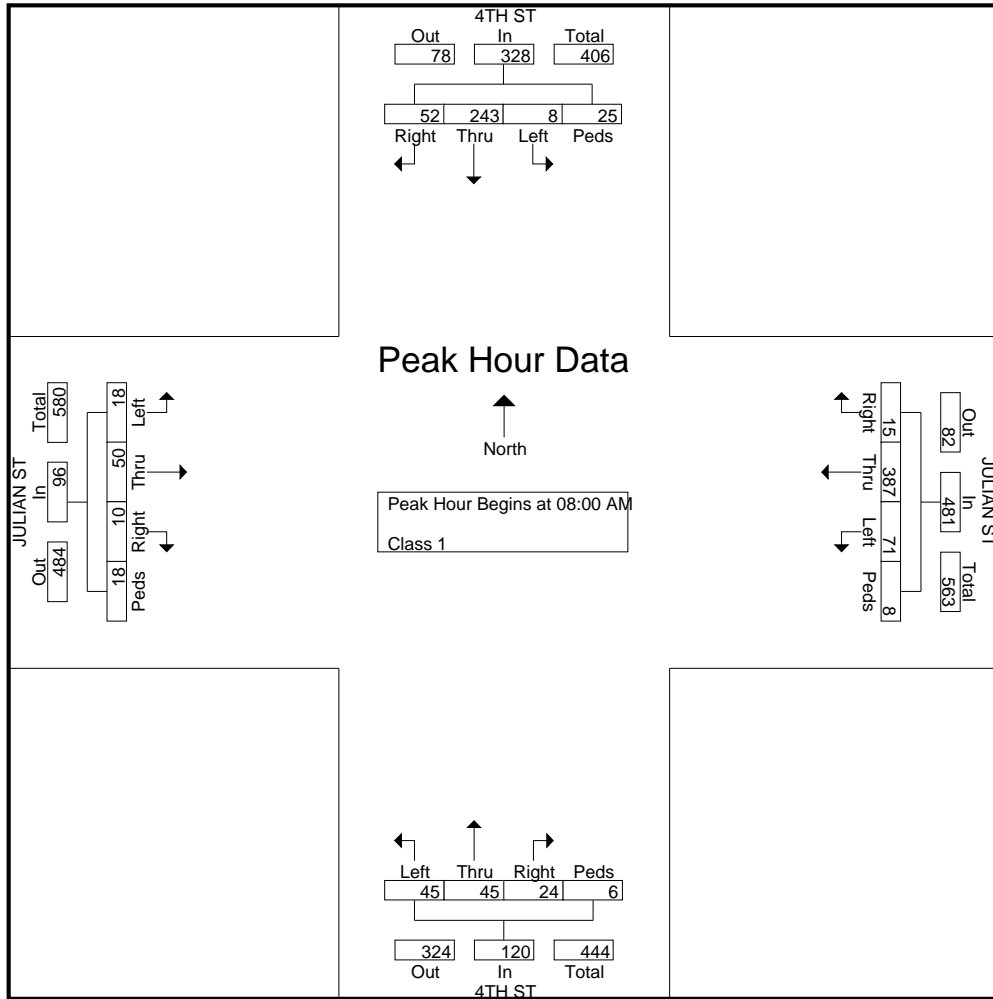 4TH ST
Out In Total
78 328 406
52 243 8 25
Right Thru Left Peds
Peak Hour Data
North
Peak Hour Begins at 08:00 AM
Class 1
JULIAN ST
Total In Out
580 96 484
18 50 10 18
Left Thru Right Peds
Right Thru Left Peds
15 387 71 8
Out In Total
82 481 563
JULIAN ST
Left Thru Right Peds
45 45 24 6
324 120 444
Out In Total
4TH ST